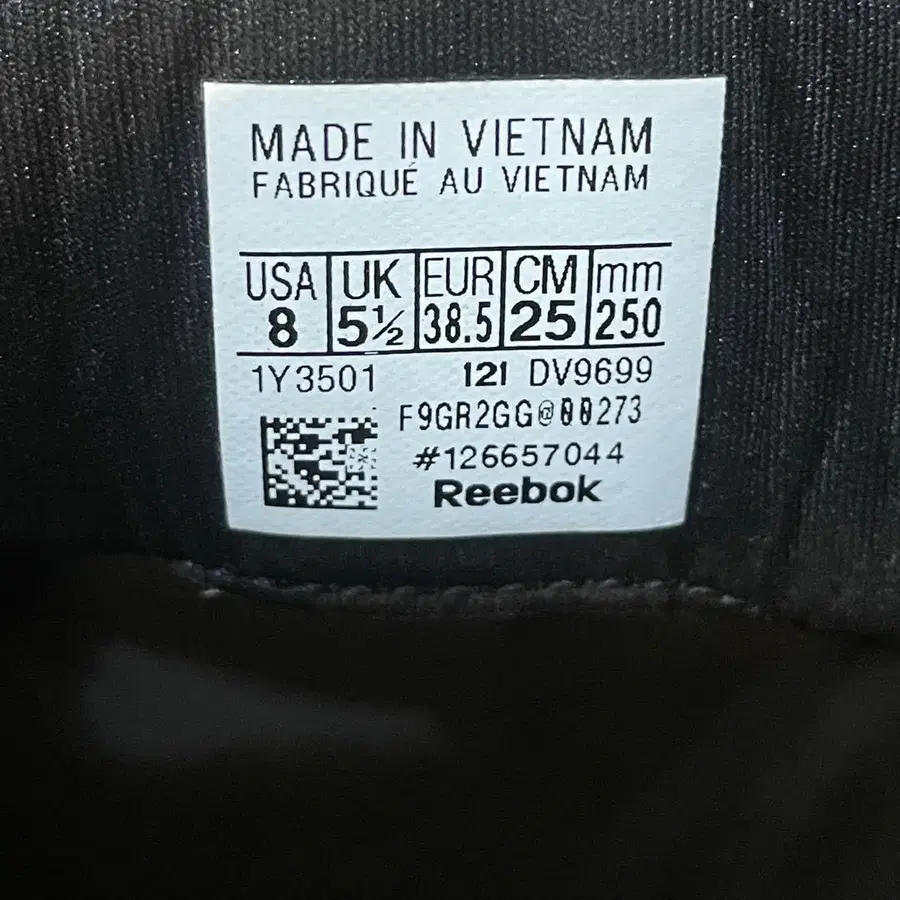 MADE IN VIETNAM
FABRIQUÉ AU VIETNAM
USA UK EUR CM mm
8 5½ 38.5 25 250
1Y3501 121 DV9699
F9GR2GG@00273
#126657044
Reebok